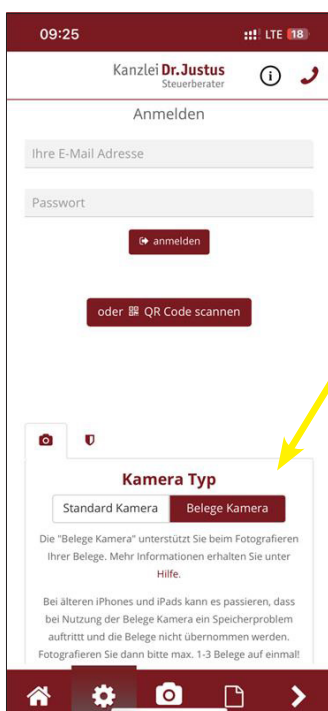 09:25
LTE 18
Kanzlei Dr.Justus
Steuerberater
Anmelden
Ihre E-Mail Adresse
Passwort
anmelden
oder QR Code scannen
Kamera Typ
Standard Kamera Belege Kamera
Die "Belege Kamera" unterstützt Sie beim Fotografieren
Ihrer Belege. Mehr Informationen erhalten Sie unter
Hilfe.
Bei älteren iPhones und iPads kann es passieren, dass
bei Nutzung der Belege Kamera ein Speicherproblem
auftrittt und die Belege nicht übernommen werden.
Fotografieren Sie dann bitte max. 1-3 Belege auf einmal!